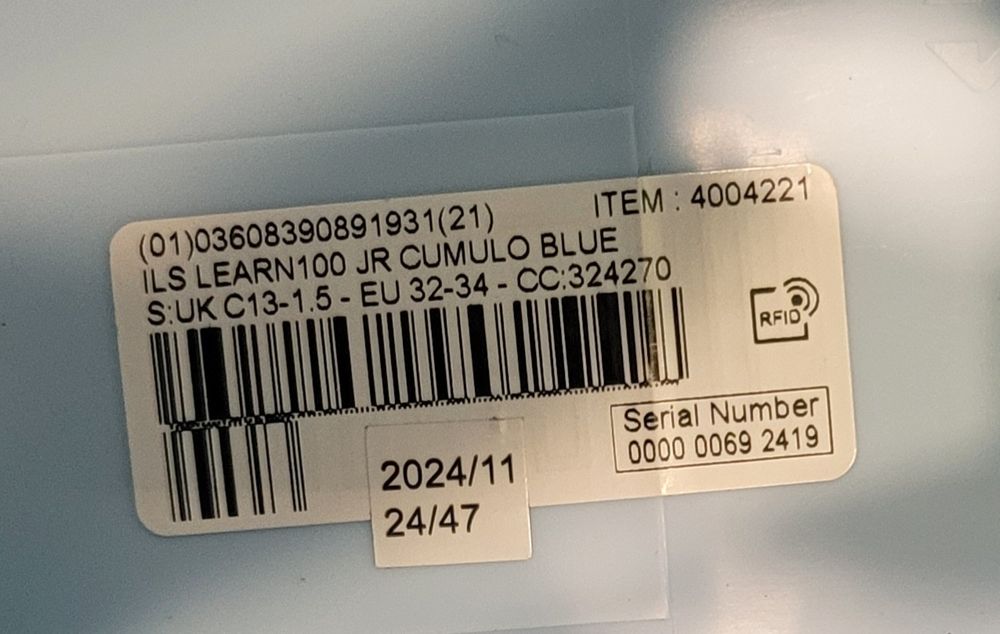 ITEM : 4004221
(01)03608390891931(21)
ILS LEARN100 JR CUMULO BLUE
S:UK C13-1.5 - EU 32-34 - CC:324270
RFID
Serial Number
0000 0069 2419
2024/11
24/47